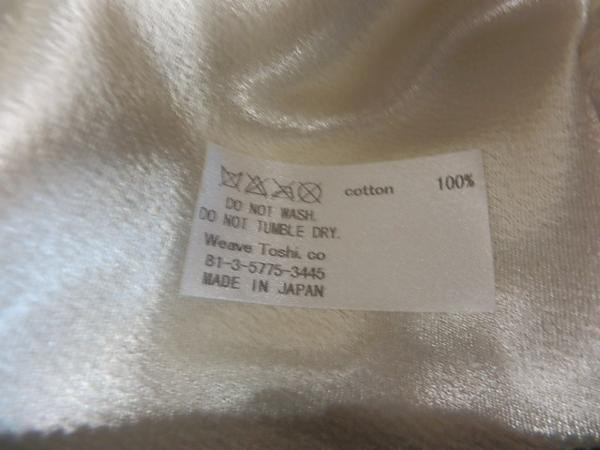 cotton 100%
DO NOT WASH.
DO NOT TUMBLE DRY.
Weave Toshi. co
81-3-5775-3445
MADE IN JAPAN